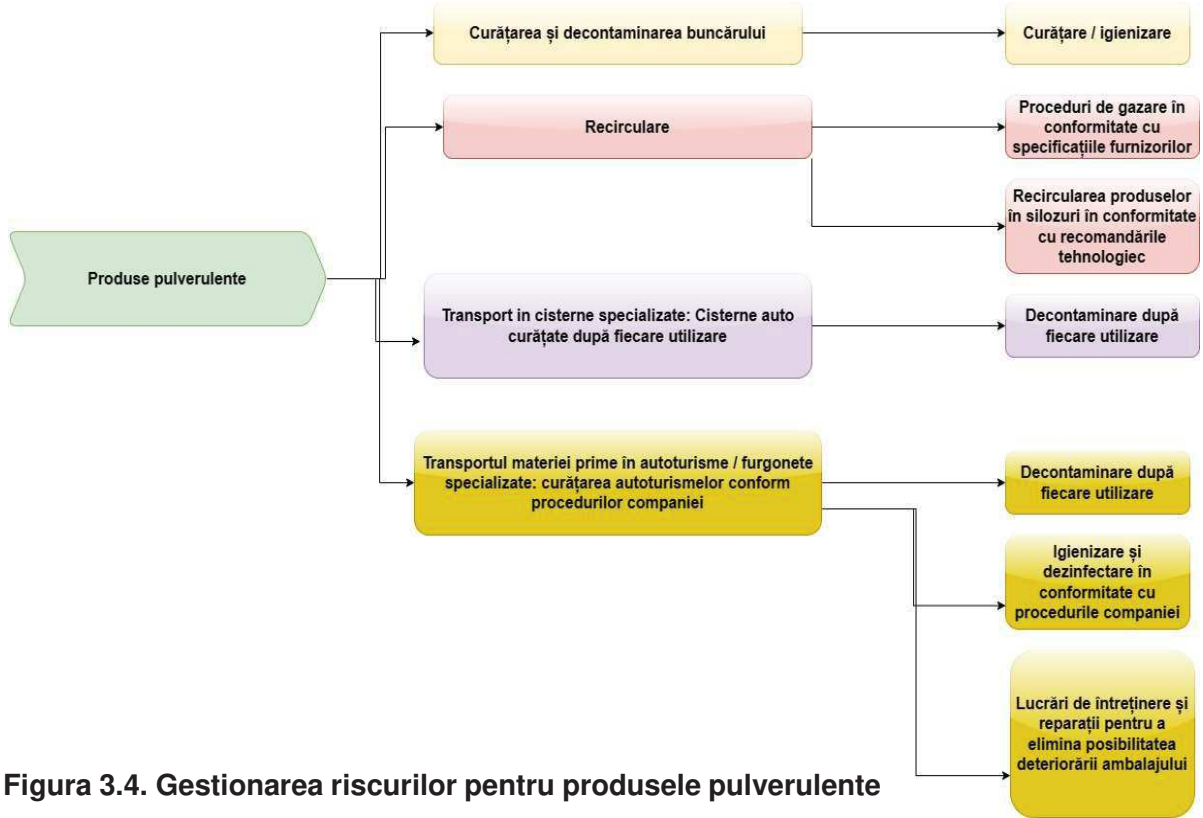 Curățarea și decontaminarea buncărului
Curățare / igienizare
Recirculare
Proceduri de gazare în
conformitate cu
specificațiile furnizorilor
Recircularea produselor
în silozuri în conformitate
cu recomandările
tehnologiec
Produse pulverulente
Transport in cisterne specializate: Cisterne auto
curățate după fiecare utilizare
Decontaminare după
fiecare utilizare
Transportul materiei prime în autoturisme / furgonete
specializate: curățarea autoturismelor conform
procedurilor companiei
Decontaminare după
fiecare utilizare
Igienizare și
dezinfectare în
conformitate cu
procedurile companiei
Lucrări de întreținere și
reparații pentru a
elimina posibilitatea
deteriorării ambalajului
Figura 3.4. Gestionarea riscurilor pentru produsele pulverulente